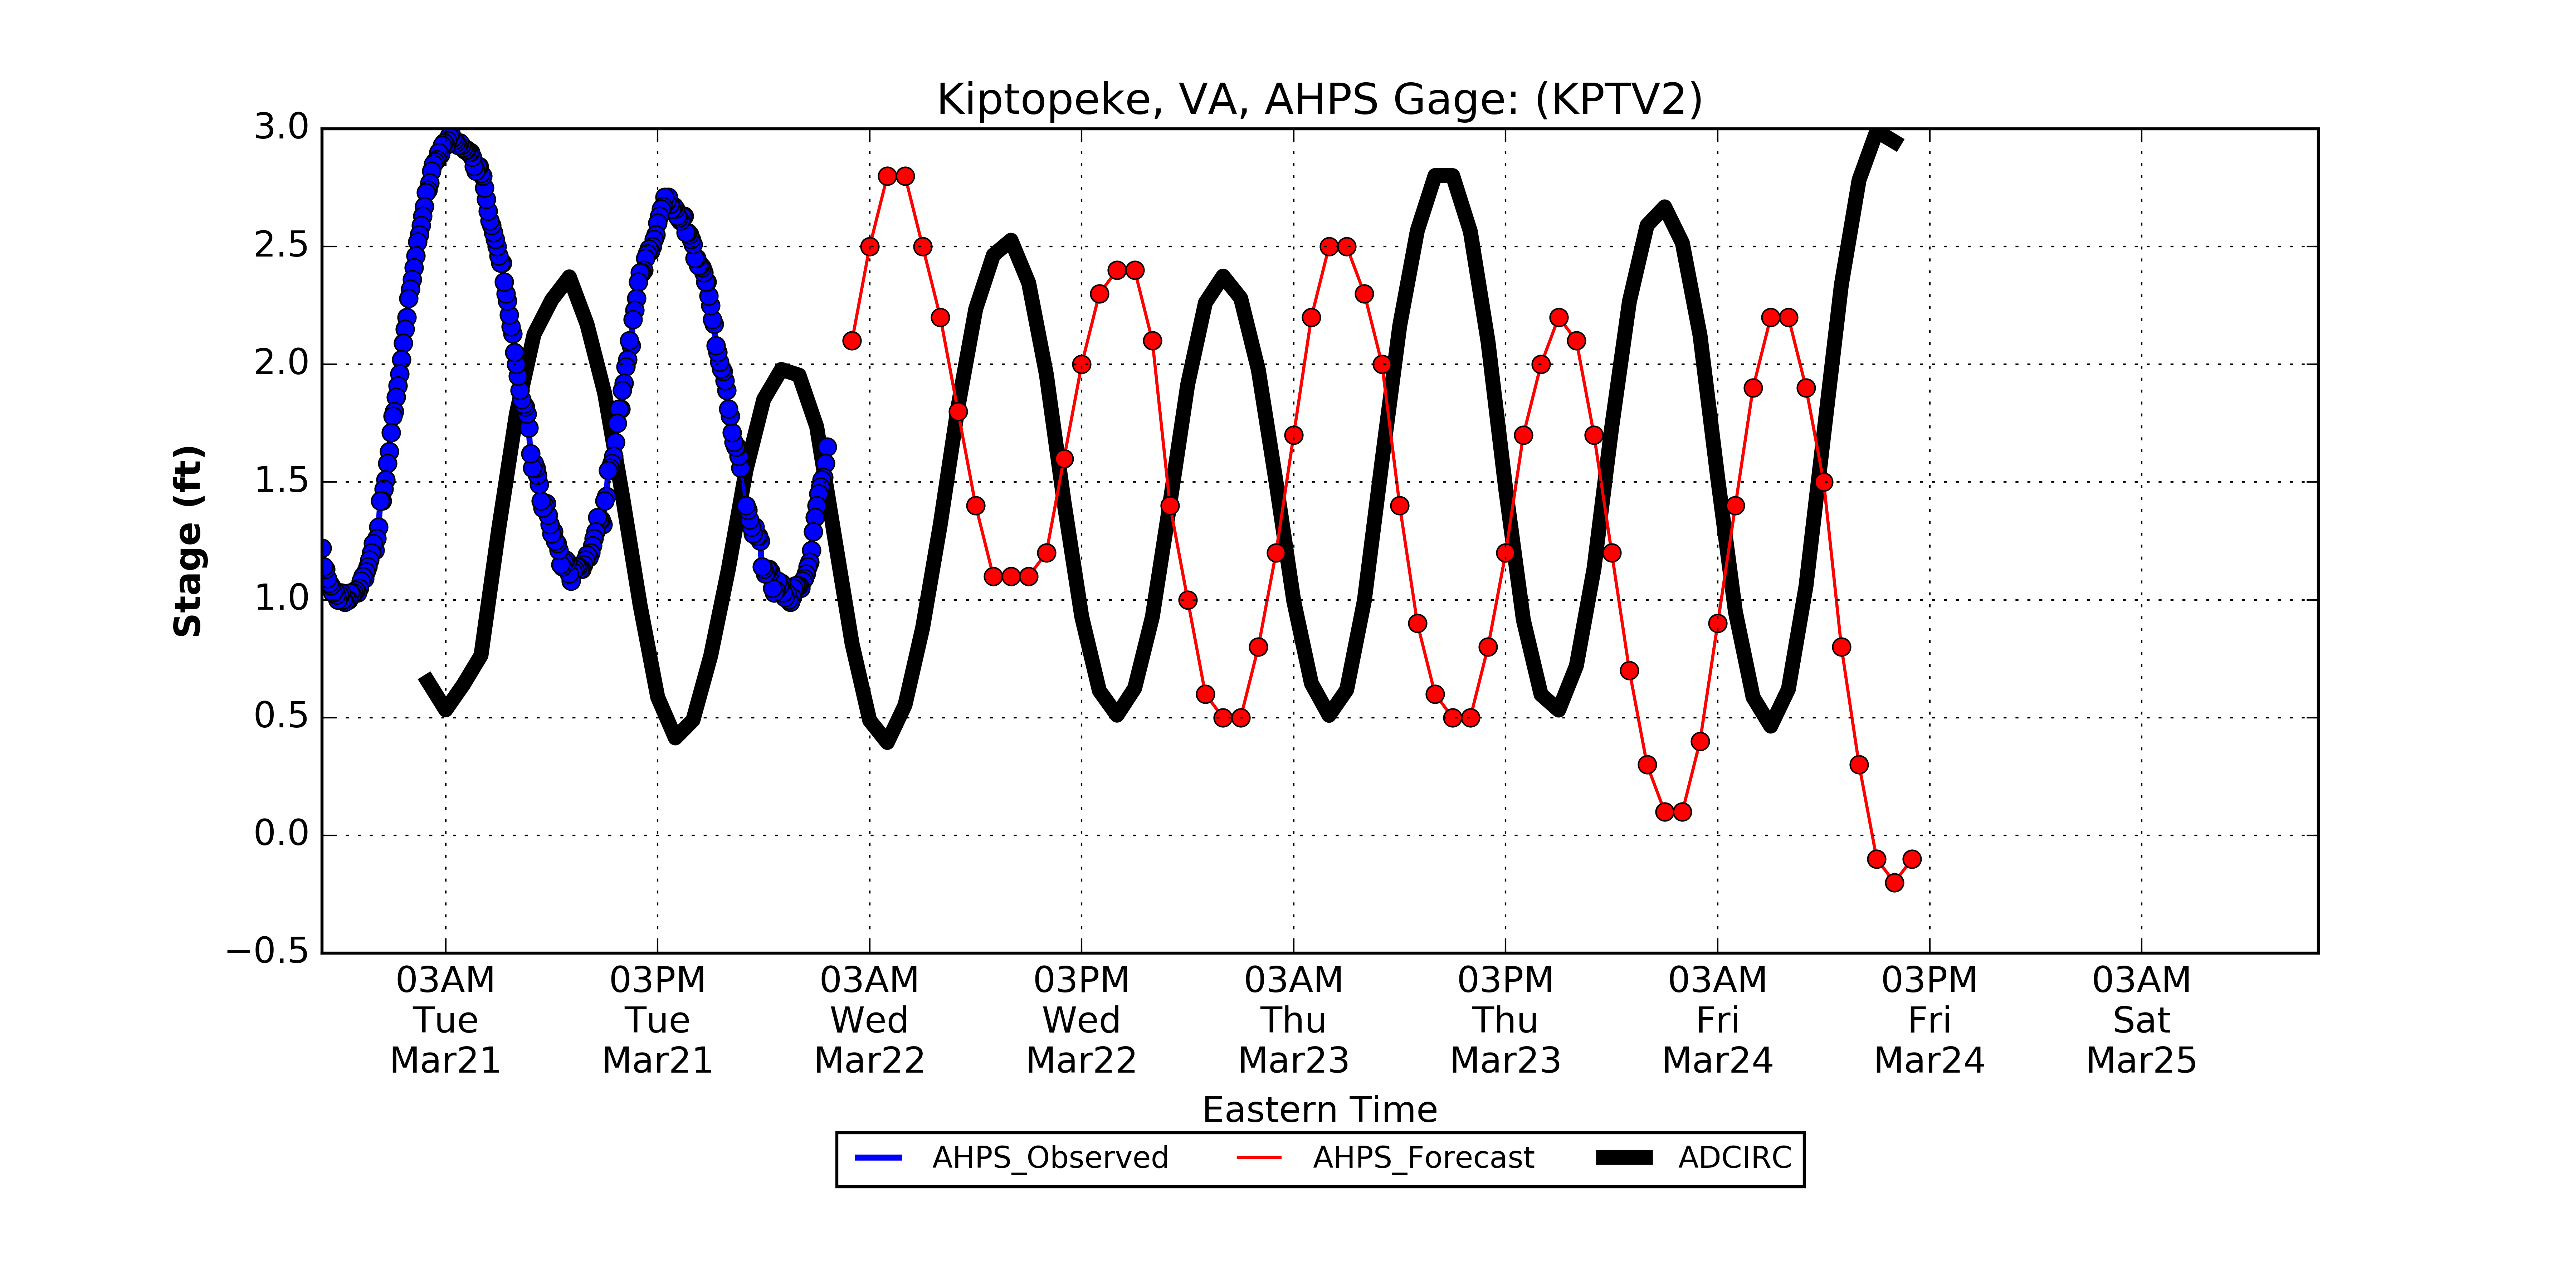 Kiptopeke, VA, AHPS Gage: (KPTV2)
Stage (ft)
3.0
2.5
2.0
1.5
1.0
0.5
0.0
−0.5
03AM 03PM 03AM 03PM 03AM 03PM 03AM 03PM 03AM
Tue Tue Wed Wed Thu Thu Fri Fri Sat
Mar21 Mar21 Mar22 Mar22 Mar23 Mar23 Mar24 Mar24 Mar25
Eastern Time
AHPS_Observed AHPS_Forecast ADCIRC